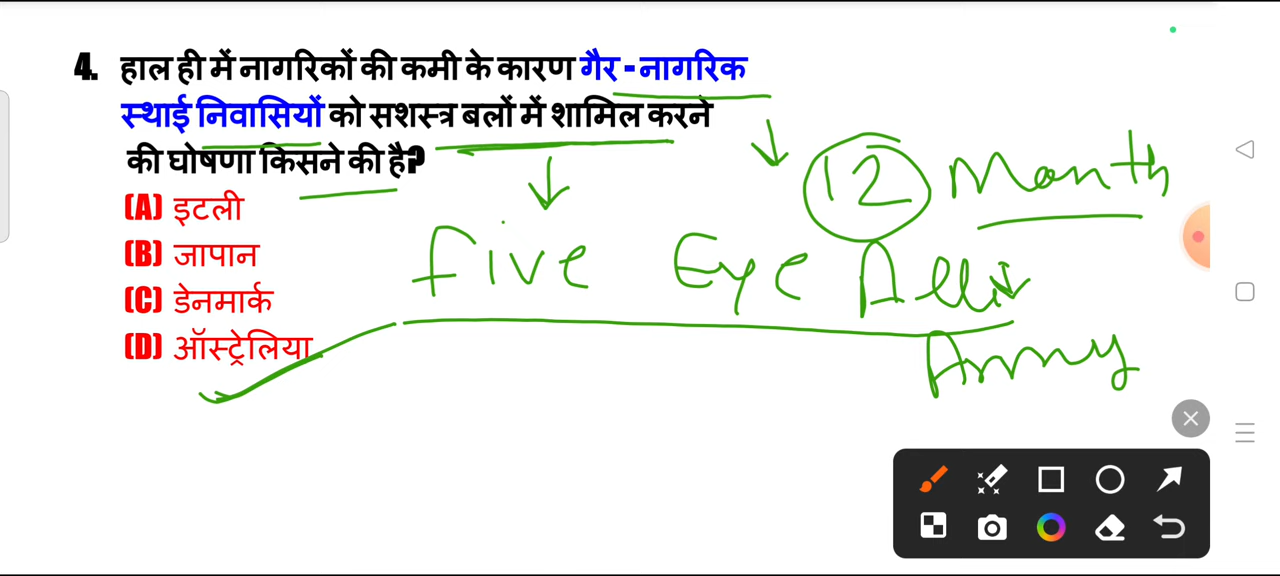 4. हाल ही में नागरिकों की कमी के कारण गैर - नागरिक
स्थाई निवासियों को सशस्त्र बलों में शामिल करने
की घोषणा किसने की है?
(A) इटली
(B) जापान
(C) डेनमार्क
(D) ऑस्ट्रेलिया
12 Month
five Eye
Army